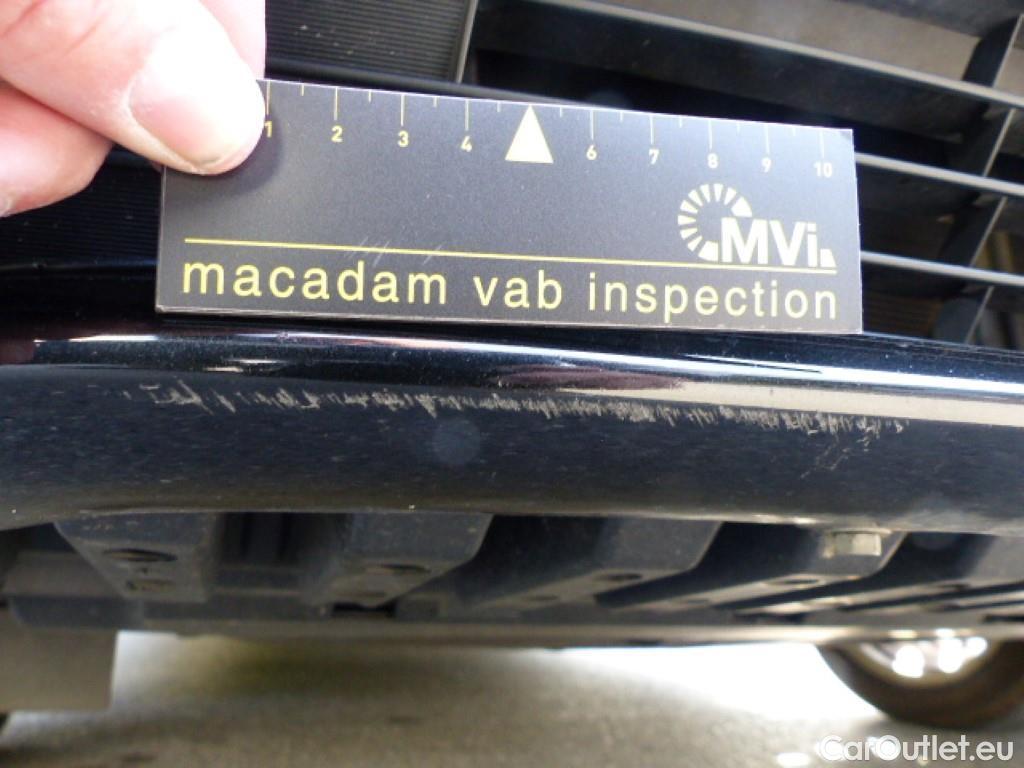 1 2 3 4 6 7 8 9 10
MVi.
macadam vab inspection
CarOutlet.eu